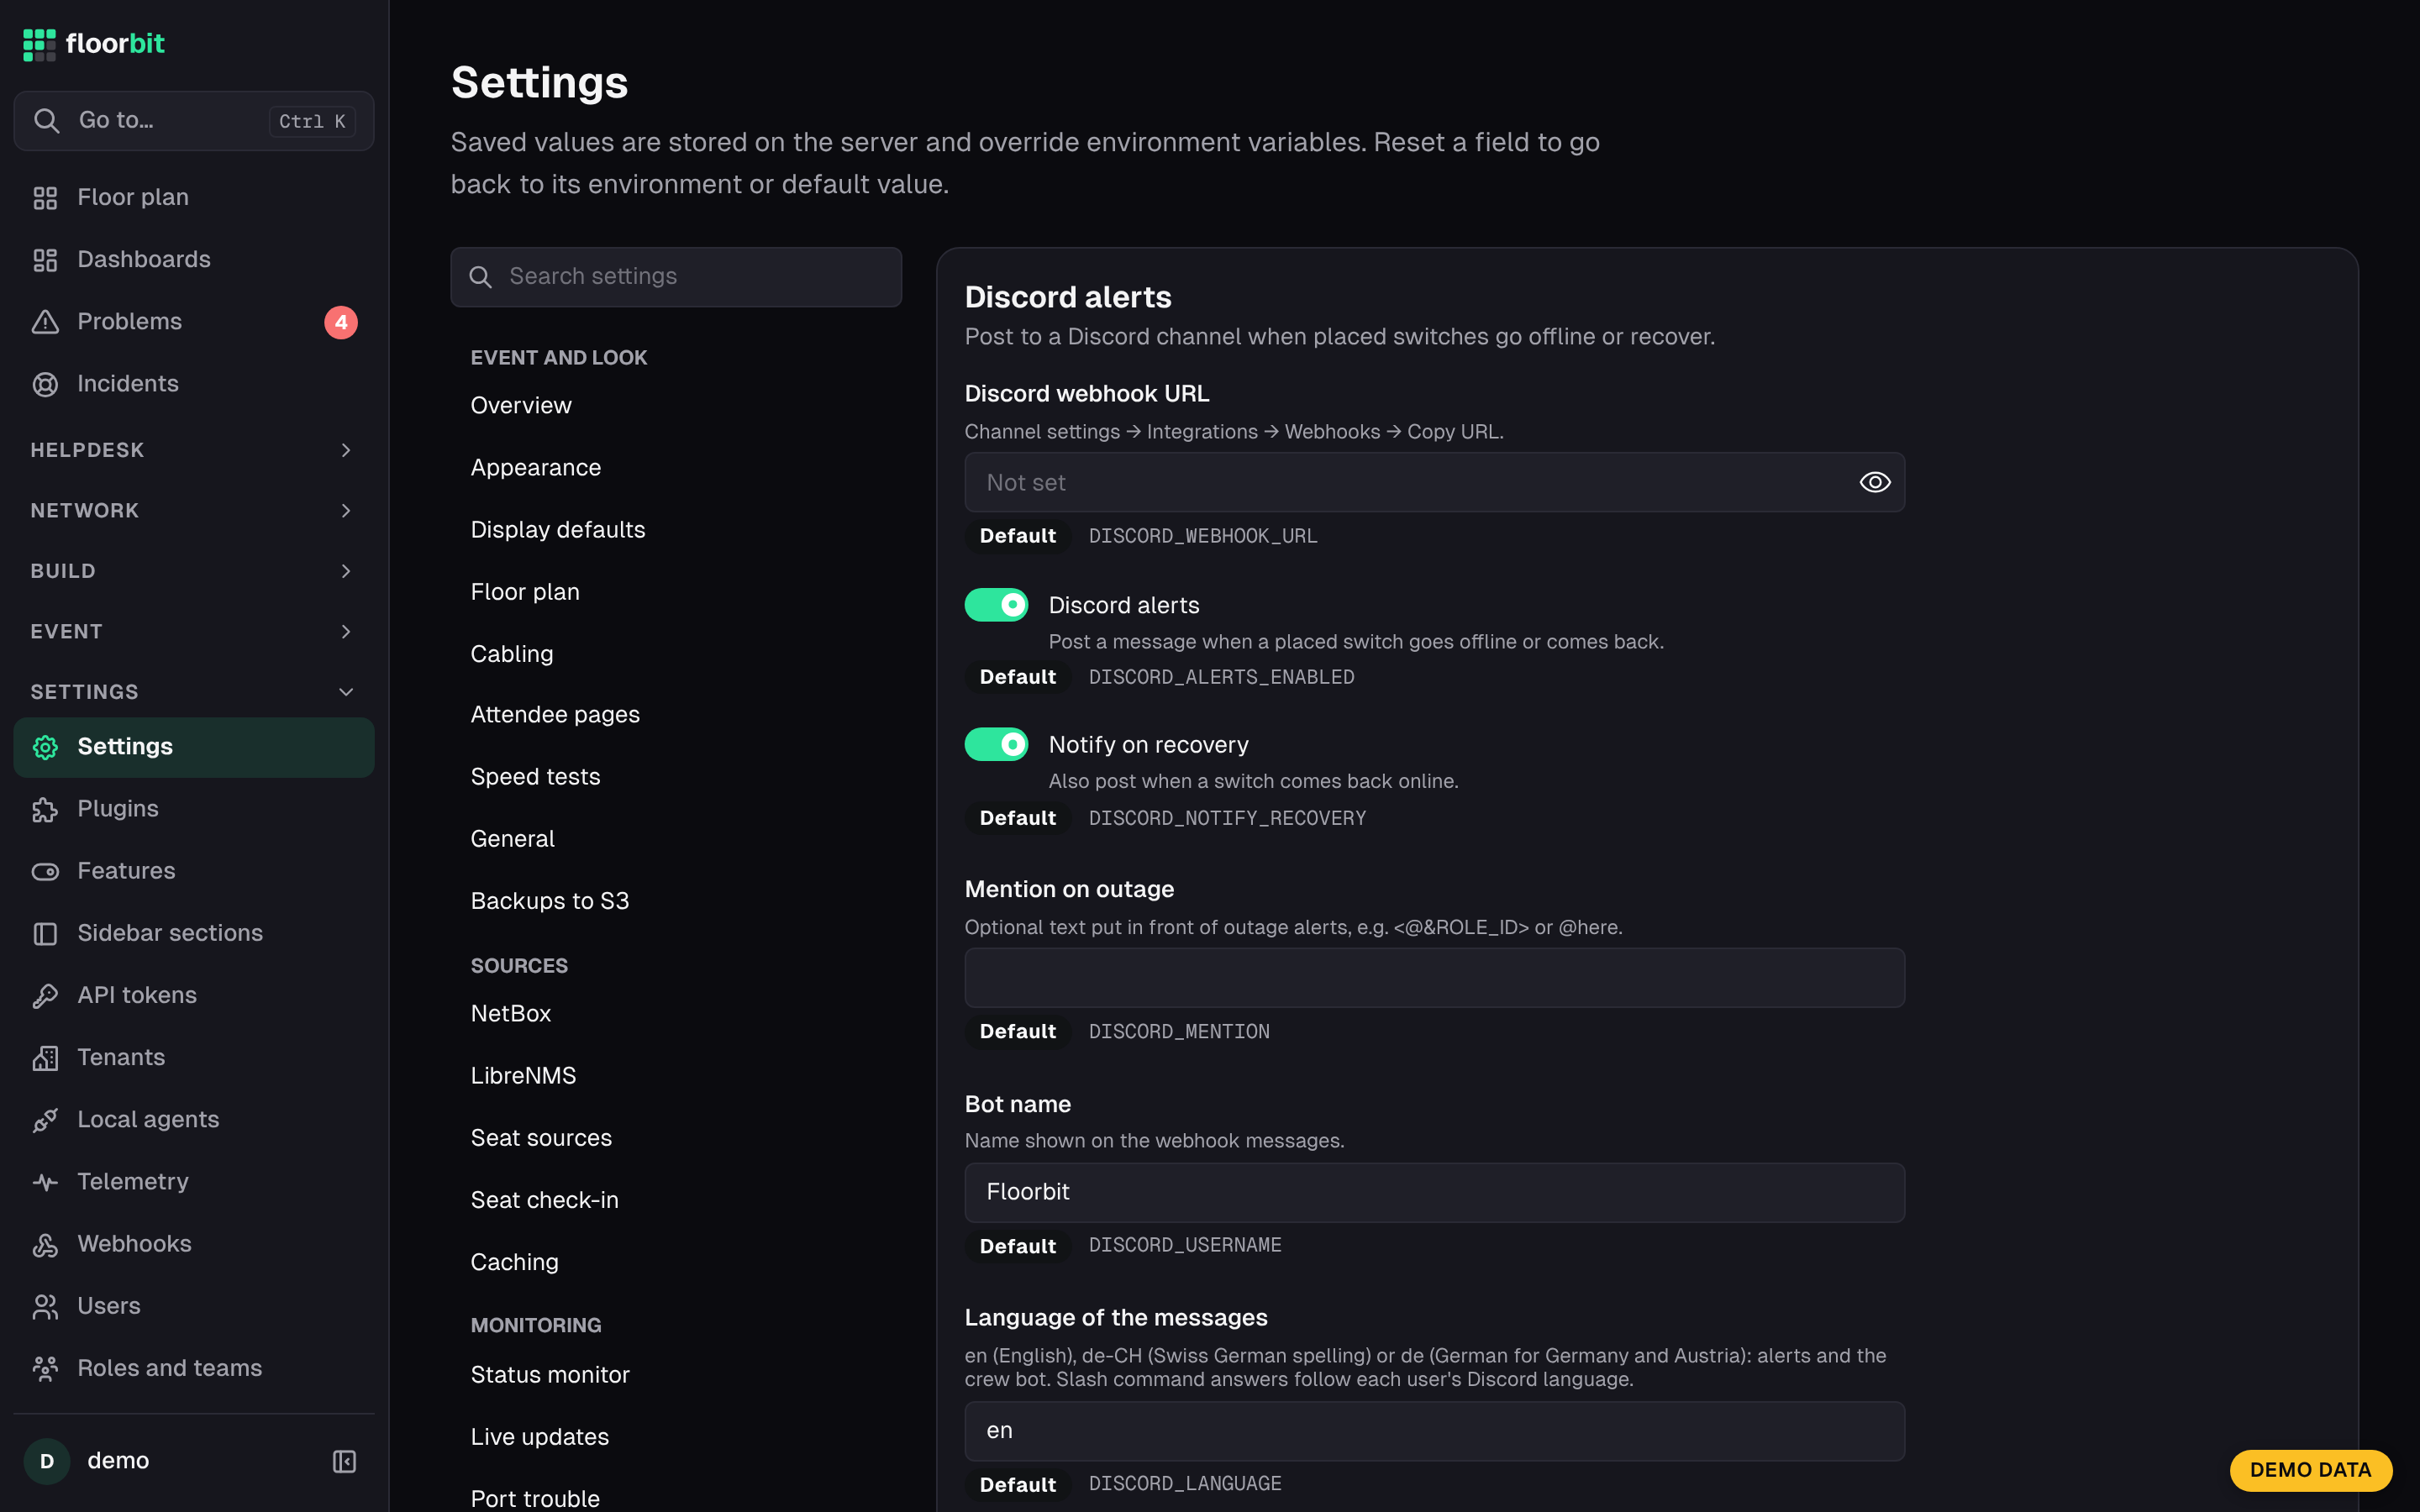 floorbit
Go to...
Ctrl K
Floor plan
Dashboards
Problems
4
Incidents
HELPDESK
NETWORK
BUILD
EVENT
SETTINGS
Settings
Plugins
Features
Sidebar sections
API tokens
Tenants
Local agents
Telemetry
Webhooks
Users
Roles and teams
D
demo
Settings
Saved values are stored on the server and override environment variables. Reset a field to go
back to its environment or default value.
Search settings
EVENT AND LOOK
Overview
Appearance
Display defaults
Floor plan
Cabling
Attendee pages
Speed tests
General
Backups to S3
SOURCES
NetBox
LibreNMS
Seat sources
Seat check-in
Caching
MONITORING
Status monitor
Live updates
Port trouble
Discord alerts
Post to a Discord channel when placed switches go offline or recover.
Discord webhook URL
Channel settings → Integrations → Webhooks → Copy URL.
Not set
Default DISCORD_WEBHOOK_URL
Discord alerts
Post a message when a placed switch goes offline or comes back.
Default DISCORD_ALERTS_ENABLED
Notify on recovery
Also post when a switch comes back online.
Default DISCORD_NOTIFY_RECOVERY
Mention on outage
Optional text put in front of outage alerts, e.g. <@&ROLE_ID> or @here.
Default DISCORD_MENTION
Bot name
Name shown on the webhook messages.
Floorbit
Default DISCORD_USERNAME
Language of the messages
en (English), de-CH (Swiss German spelling) or de (German for Germany and Austria): alerts and the
crew bot. Slash command answers follow each user's Discord language.
en
Default DISCORD_LANGUAGE
DEMO DATA